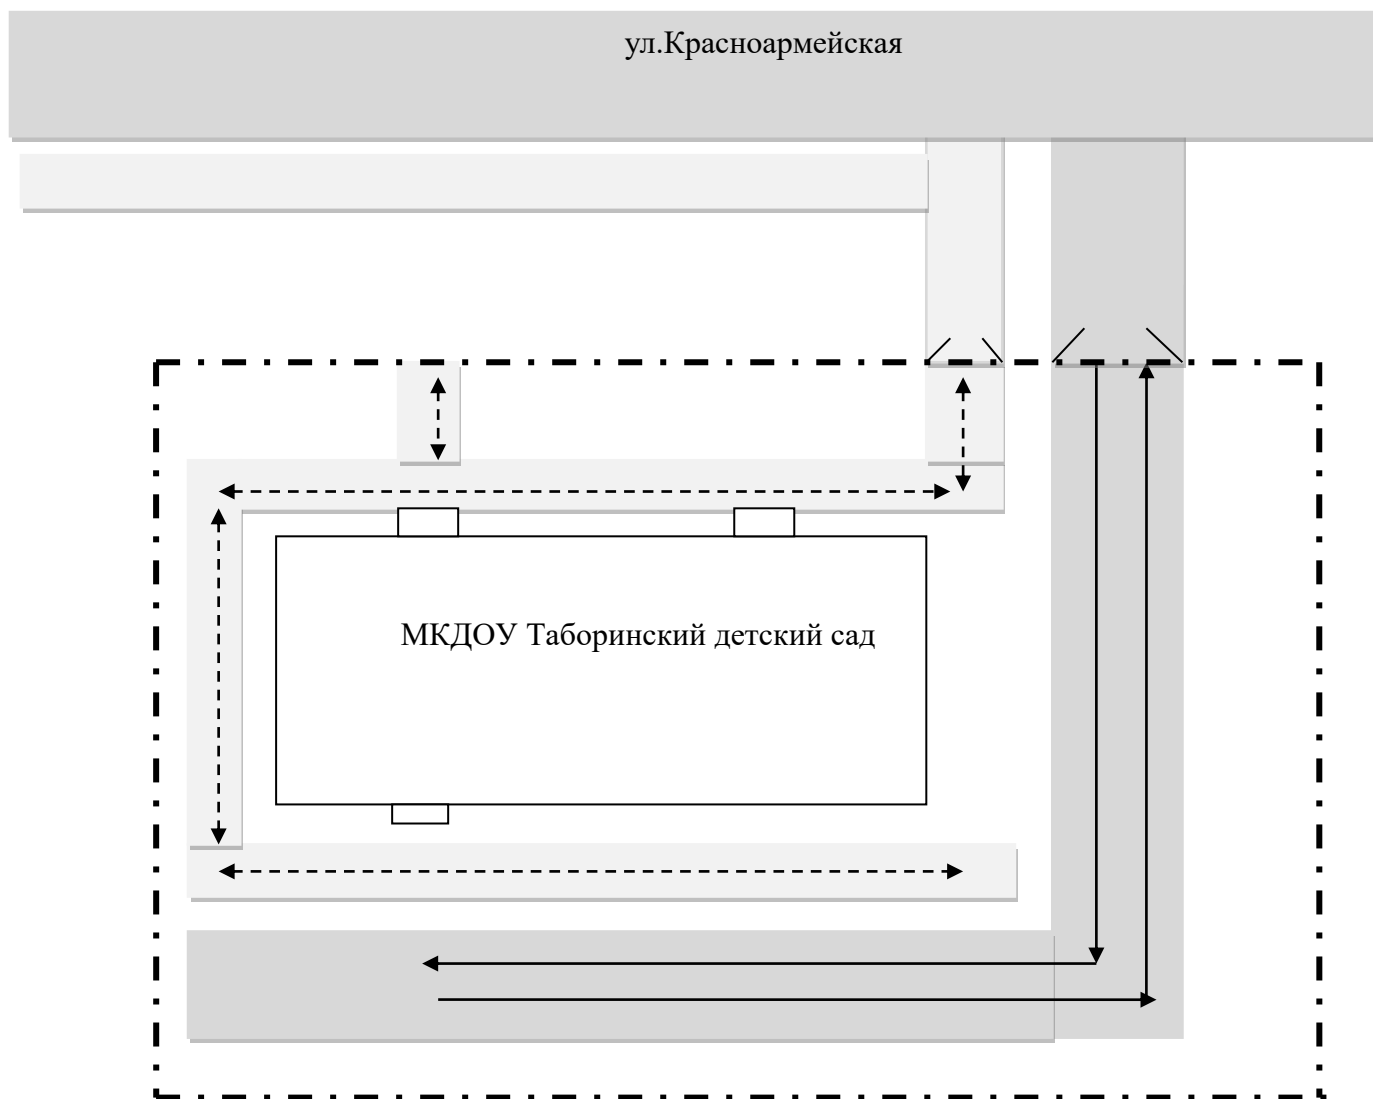 ул.Красноармейская
МКДОУ Таборинский детский сад